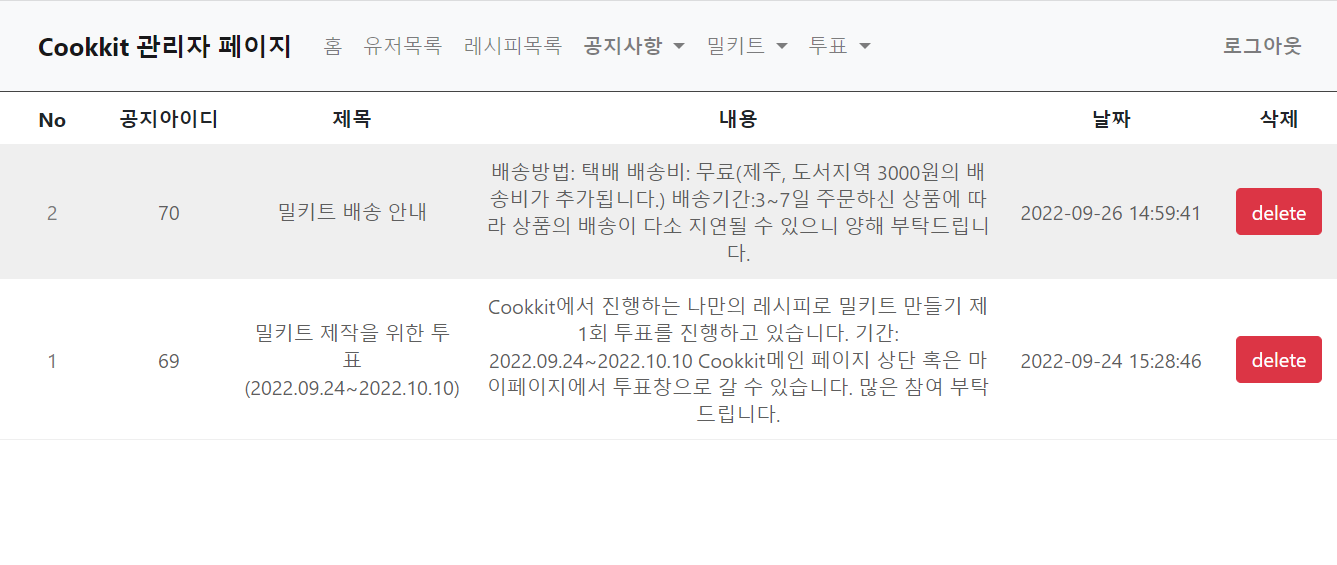 Cookkit 관리자 페이지 홈 유저목록 레시피목록 공지사항 밀키트 투표 로그아웃
No 공지아이디 제목 내용 날짜 삭제
2 70 밀키트 배송 안내
배송방법: 택배 배송비: 무료(제주, 도서지역 3000원의 배
송비가 추가됩니다.) 배송기간:3~7일 주문하신 상품에 따
라 상품의 배송이 다소 지연될 수 있으니 양해 부탁드립니
다.
2022-09-26 14:59:41 delete
1 69
밀키트 제작을 위한 투
표
(2022.09.24~2022.10.10)
Cookkit에서 진행하는 나만의 레시피로 밀키트 만들기 제
1회 투표를 진행하고 있습니다. 기간:
2022.09.24~2022.10.10 Cookkit메인 페이지 상단 혹은 마
이페이지에서 투표창으로 갈 수 있습니다. 많은 참여 부탁
드립니다.
2022-09-24 15:28:46 delete